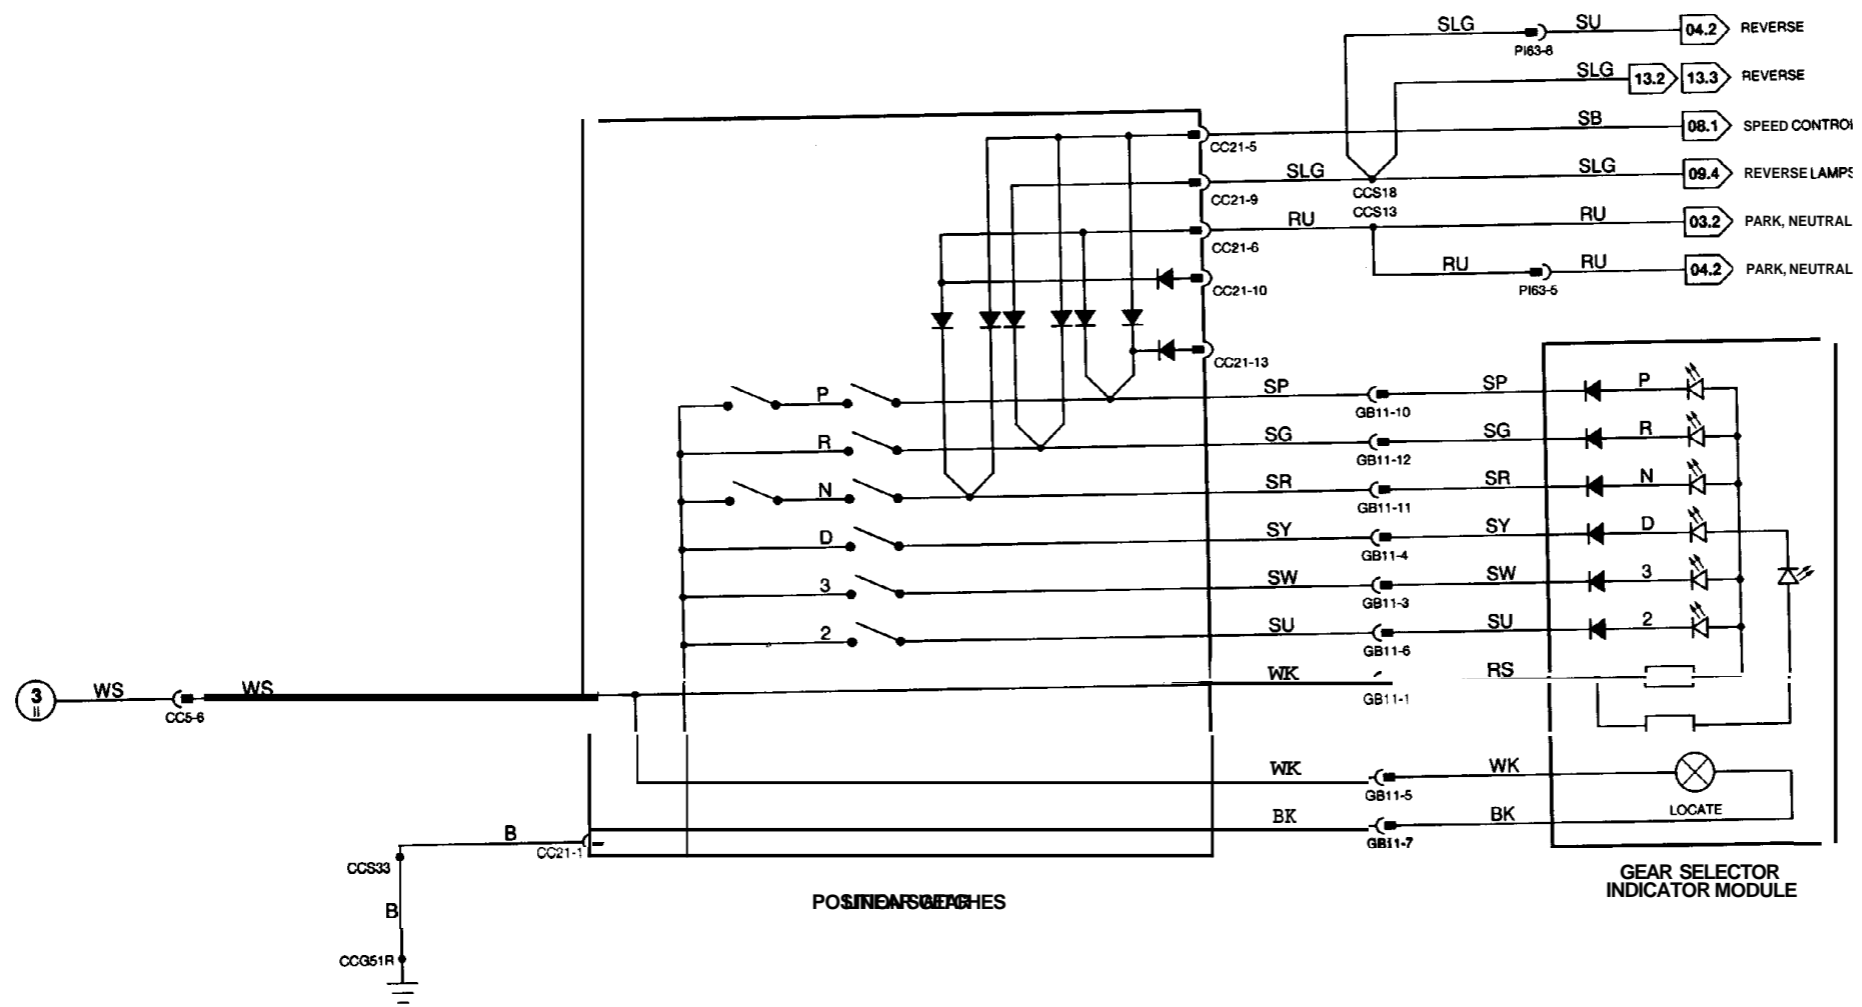 SLG SU 04.2 REVERSE
PI63-8
SLG 13.2 13.3 REVERSE
SB 08.1 SPEED CONTROL
CC21-5
SLG SLG 09.4 REVERSE LAMPS
CC21-9 CCS18
CCS13
RU RU 03.2 PARK, NEUTRAL
CC21-6
RU RU 04.2 PARK, NEUTRAL
CC21-10 PI63-5
CC21-13
P SP SP P
GB11-10
R SG SG R
GB11-12
N SR SR N
GB11-11
D SY SY D
GB11-4
3 SW SW 3
GB11-3
2 SU SU 2
GB11-6
WK RS
GB11-1
3 WS WS
II
CC5-6
WK WK
GB11-5 LOCATE
BK BK
GB11-7
B CC21-1
CCS33
B
CCG51R
LINEAR GEAR
POSITION SWITCHES
GEAR SELECTOR
INDICATOR MODULE